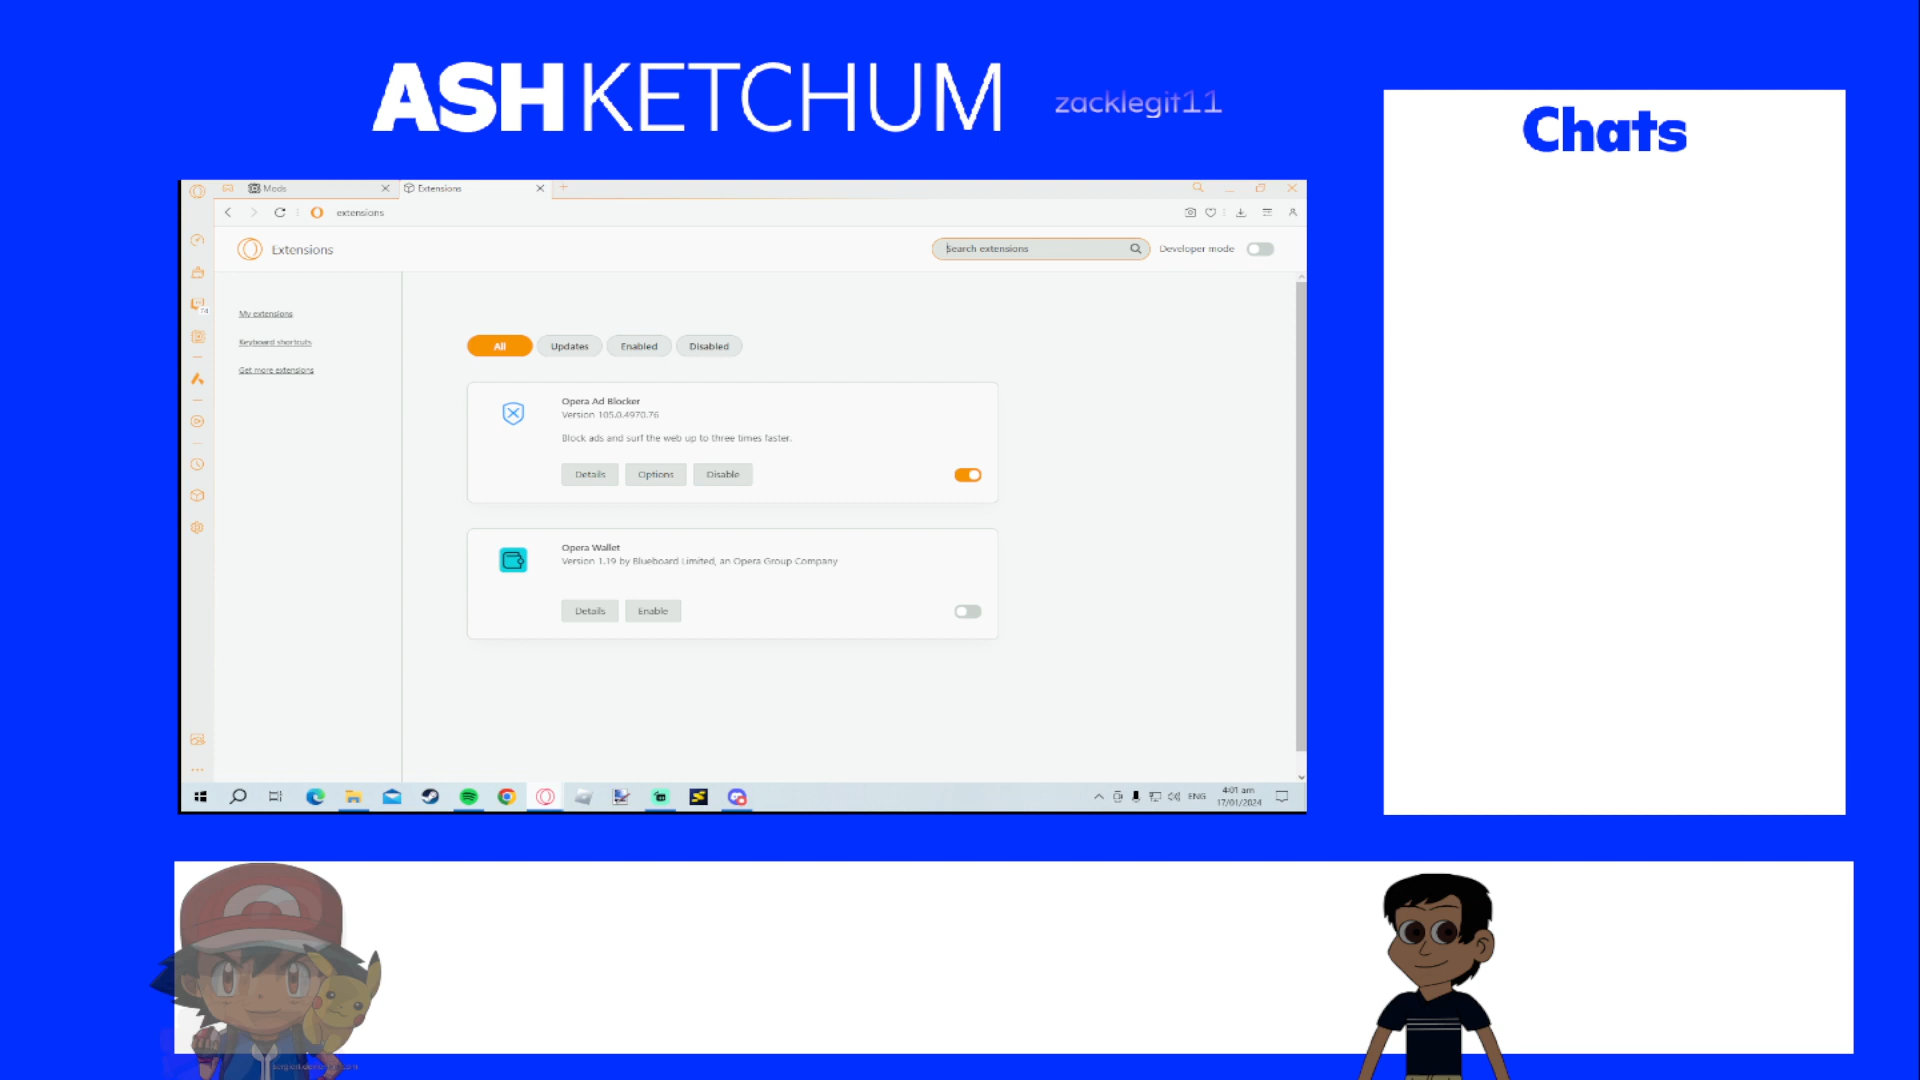 ASH KETCHUM
zacklegit11
Chats
Mods
Extensions
extensions
Extensions
Search extensions
Developer mode
My extensions
Keyboard shortcuts
Get more extensions
All
Updates
Enabled
Disabled
Opera Ad Blocker
Version 105.0.4970.76
Block ads and surf the web up to three times faster.
Details
Options
Disable
Opera Wallet
Version 1.19 by Blueboard Limited, an Opera Group Company
Details
Enable
74
ENG
4:01 am
17/01/2024